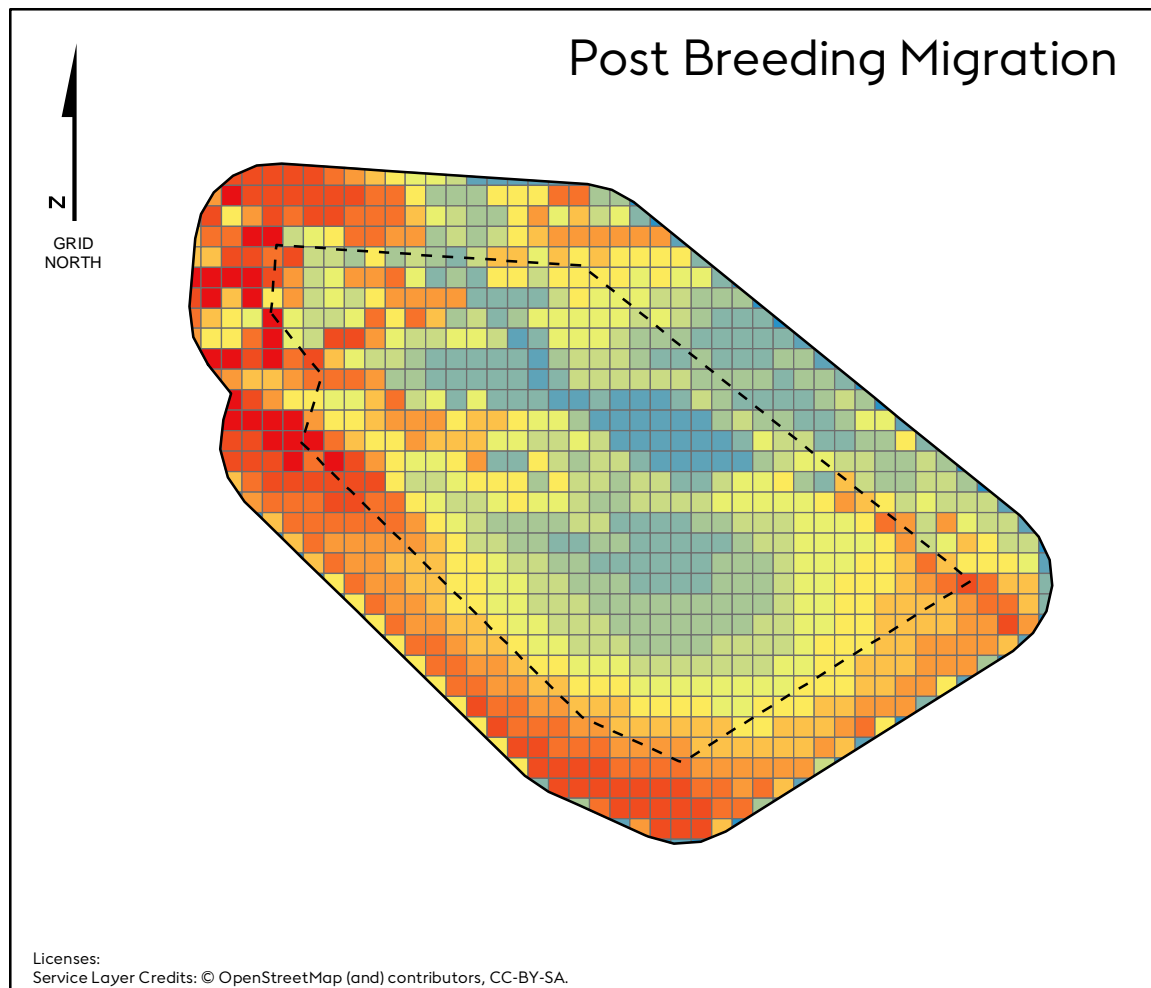 Post Breeding Migration
N
GRID
NORTH
Licenses:
Service Layer Credits: © OpenStreetMap (and) contributors, CC-BY-SA.